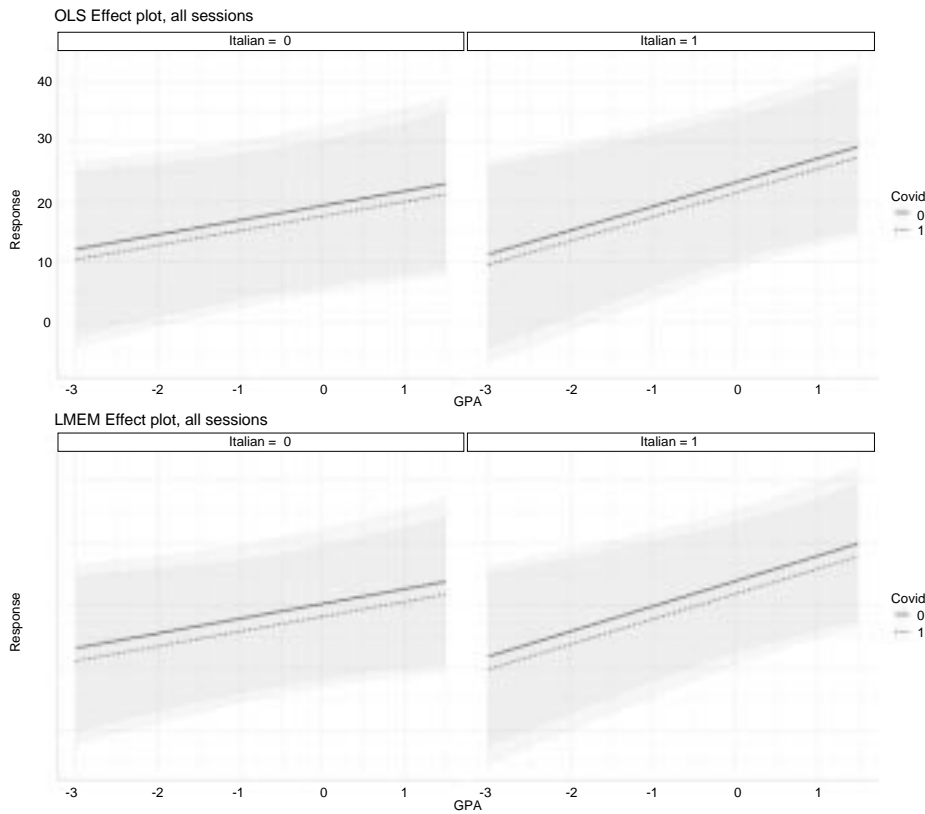 OLS Effect plot, all sessions
Italian = 0
Italian = 1
40
30
20
10
0
Response
-3
-2
-1
0
1
-3
-2
-1
0
1
GPA
Covid
0
1
LMEM Effect plot, all sessions
Italian = 0
Italian = 1
Response
-3
-2
-1
0
1
-3
-2
-1
0
1
GPA
Covid
0
1